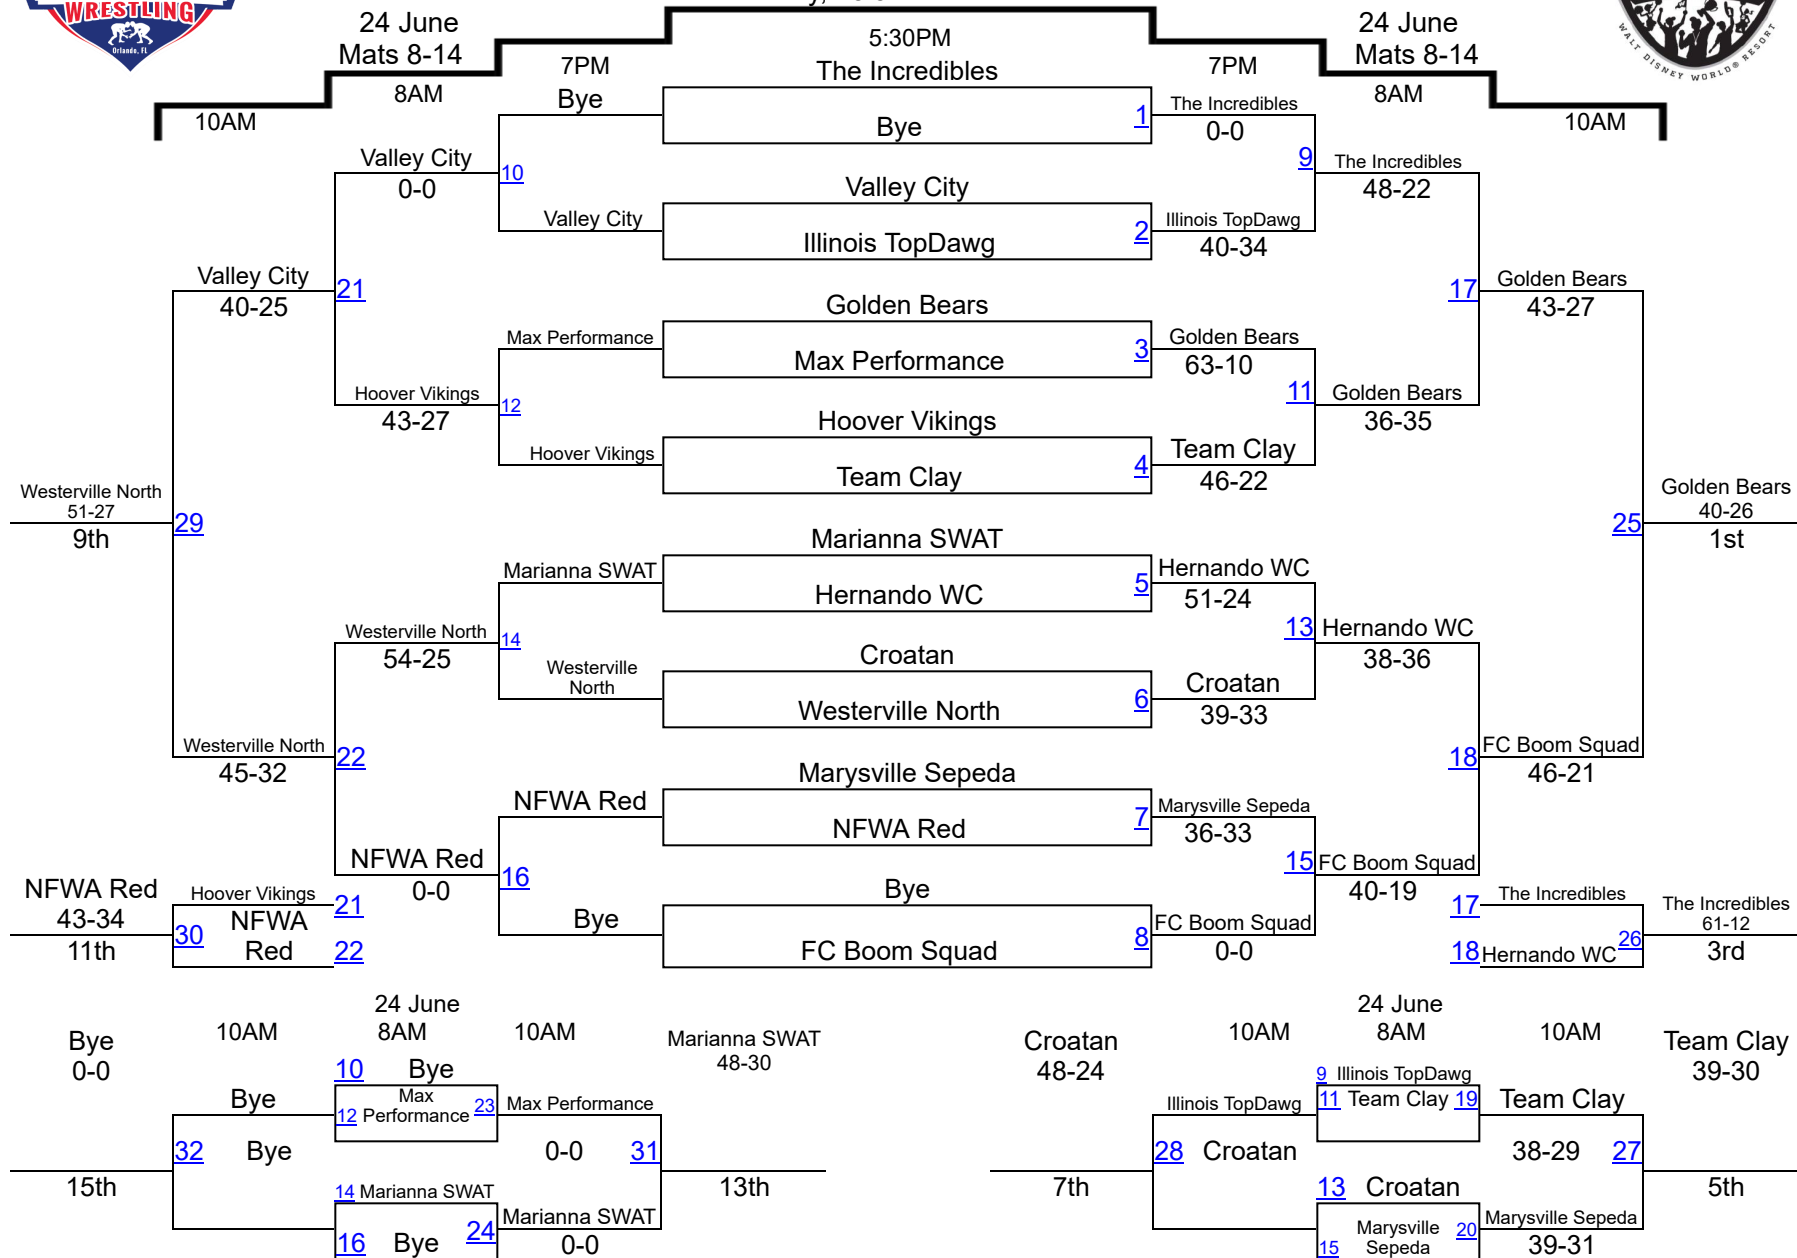 WRESTLING
Orlando, FL
WALT DISNEY WORLD® RESORT
24 June
Mats 8-14
24 June
Mats 8-14
5:30PM
7PM
7PM
8AM
8AM
10AM
10AM
The Incredibles
Bye
Bye
1
The Incredibles
0-0
Valley City
0-0
10
9
The Incredibles
48-22
Valley City
Valley City
Illinois TopDawg
2
Illinois TopDawg
40-34
Valley City
40-25
21
17
Golden Bears
43-27
Golden Bears
Max Performance
Max Performance
3
Golden Bears
63-10
Hoover Vikings
43-27
12
11
Golden Bears
36-35
Hoover Vikings
Hoover Vikings
Team Clay
4
Team Clay
46-22
Westerville North
51-27
9th
29
25
Golden Bears
40-26
1st
Marianna SWAT
Marianna SWAT
Hernando WC
5
Hernando WC
51-24
Westerville North
54-25
14
13
Hernando WC
38-36
Croatan
Westerville
North
Westerville North
6
Croatan
39-33
Westerville North
45-32
22
18
FC Boom Squad
46-21
Marysville Sepeda
NFWA Red
NFWA Red
7
Marysville Sepeda
36-33
NFWA Red
0-0
16
15
FC Boom Squad
40-19
Bye
Bye
FC Boom Squad
8
FC Boom Squad
0-0
NFWA Red
43-34
11th
30
Hoover Vikings
21
NFWA
Red
22
17
The Incredibles
18
Hernando WC
26
The Incredibles
61-12
3rd
24 June
10AM
8AM
10AM
Bye
0-0
Marianna SWAT
48-30
10
Bye
Bye
12
Max
Performance
23
Max Performance
32
Bye
0-0
31
15th
13th
14
Marianna SWAT
16
Bye
24
Marianna SWAT
0-0
24 June
10AM
8AM
10AM
Croatan
48-24
Team Clay
39-30
9
Illinois TopDawg
Illinois TopDawg
11
Team Clay
19
Team Clay
28
Croatan
38-29
27
7th
5th
13
Croatan
15
Marysville
Sepeda
20
Marysville Sepeda
39-31